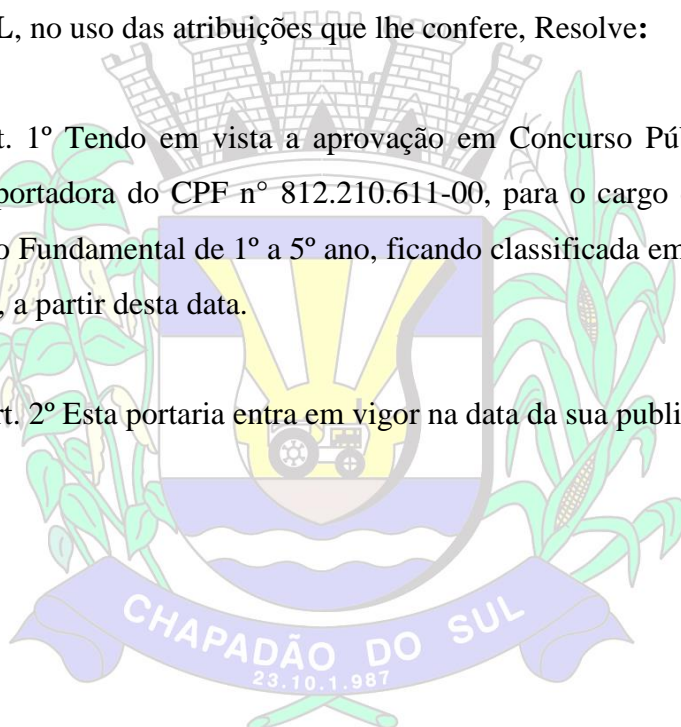 L, no uso das atribuições que lhe confere, Resolve:
t. 1º Tendo em vista a aprovação em Concurso Púb
portadora do CPF n° 812.210.611-00, para o cargo
o Fundamental de 1º a 5º ano, ficando classificada em
, a partir desta data.
rt. 2º Esta portaria entra em vigor na data da sua publi
CHAPADÃO DO SUL
23.10.1.987